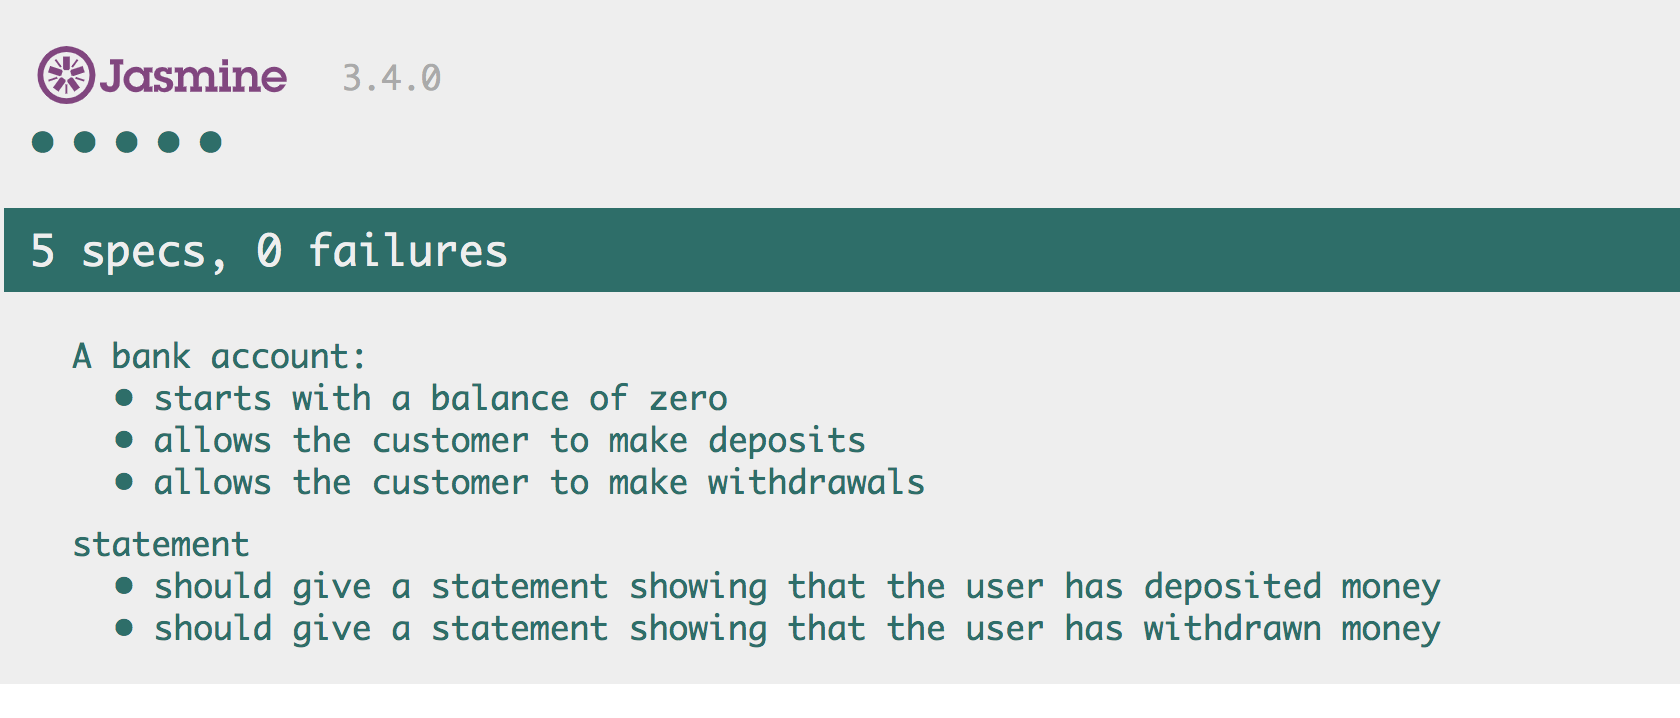 Jasmine 3.4.0
• • • • •
5 specs, 0 failures
A bank account:
• starts with a balance of zero
• allows the customer to make deposits
• allows the customer to make withdrawals
statement
• should give a statement showing that the user has deposited money
• should give a statement showing that the user has withdrawn money